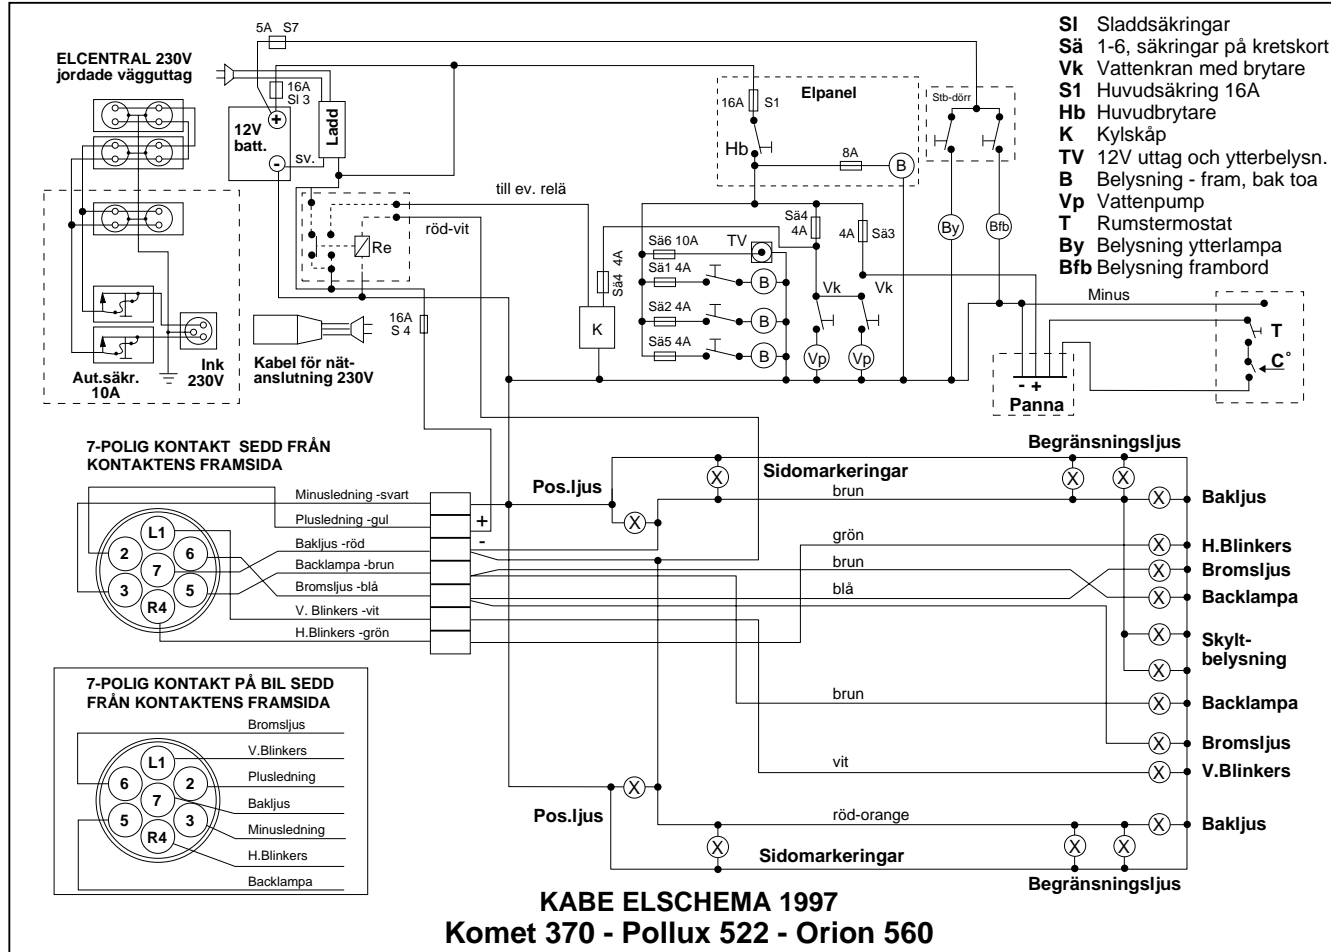 5A S7
ELCENTRAL 230V
jordade vägguttag
16A
Sl 3
12V
batt.
+
-
sv.
Ladd
till ev. relä
röd-vit
Re
16A
S 4
Kabel för nät-
anslutning 230V
Ink
230V
Aut.säkr.
10A
16A S1
Elpanel
Hb
8A
B
Stb-dörr
By
Bfb
Sä4
4A
4A Sä3
Sä6 10A
TV
Sä1 4A
B
Sä2 4A
B
Sä5 4A
B
Sä4 4A
K
Vk
Vk
Vp
Vp
Minus
- +
Panna
T
C°
Sl Sladdsäkringar
Sä 1-6, säkringar på kretskort
Vk Vattenkran med brytare
S1 Huvudsäkring 16A
Hb Huvudbrytare
K Kylskåp
TV 12V uttag och ytterbelysn.
B Belysning - fram, bak toa
Vp Vattenpump
T Rumstermostat
By Belysning ytterlampa
Bfb Belysning frambord
7-POLIG KONTAKT SEDD FRÅN
KONTAKTENS FRAMSIDA
L1
2
6
7
3
5
R4
Minusledning -svart
Plusledning -gul
Bakljus -röd
Backlampa -brun
Bromsljus -blå
V. Blinkers -vit
H.Blinkers -grön
+
-
Pos.ljus
X
X
Sidomarkeringar
brun
Begränsningsljus
X
X
X
Bakljus
grön
X
H.Blinkers
brun
X
Bromsljus
blå
X
Backlampa
X
Skylt-
belysning
X
brun
X
Backlampa
X
Bromsljus
vit
X
V.Blinkers
Pos.ljus
X
röd-orange
X
Bakljus
X
Sidomarkeringar
X
X
Begränsningsljus
7-POLIG KONTAKT PÅ BIL SEDD
FRÅN KONTAKTENS FRAMSIDA
L1
6
2
7
5
3
R4
Bromsljus
V.Blinkers
Plusledning
Bakljus
Minusledning
H.Blinkers
Backlampa
KABE ELSCHEMA 1997
Komet 370 - Pollux 522 - Orion 560